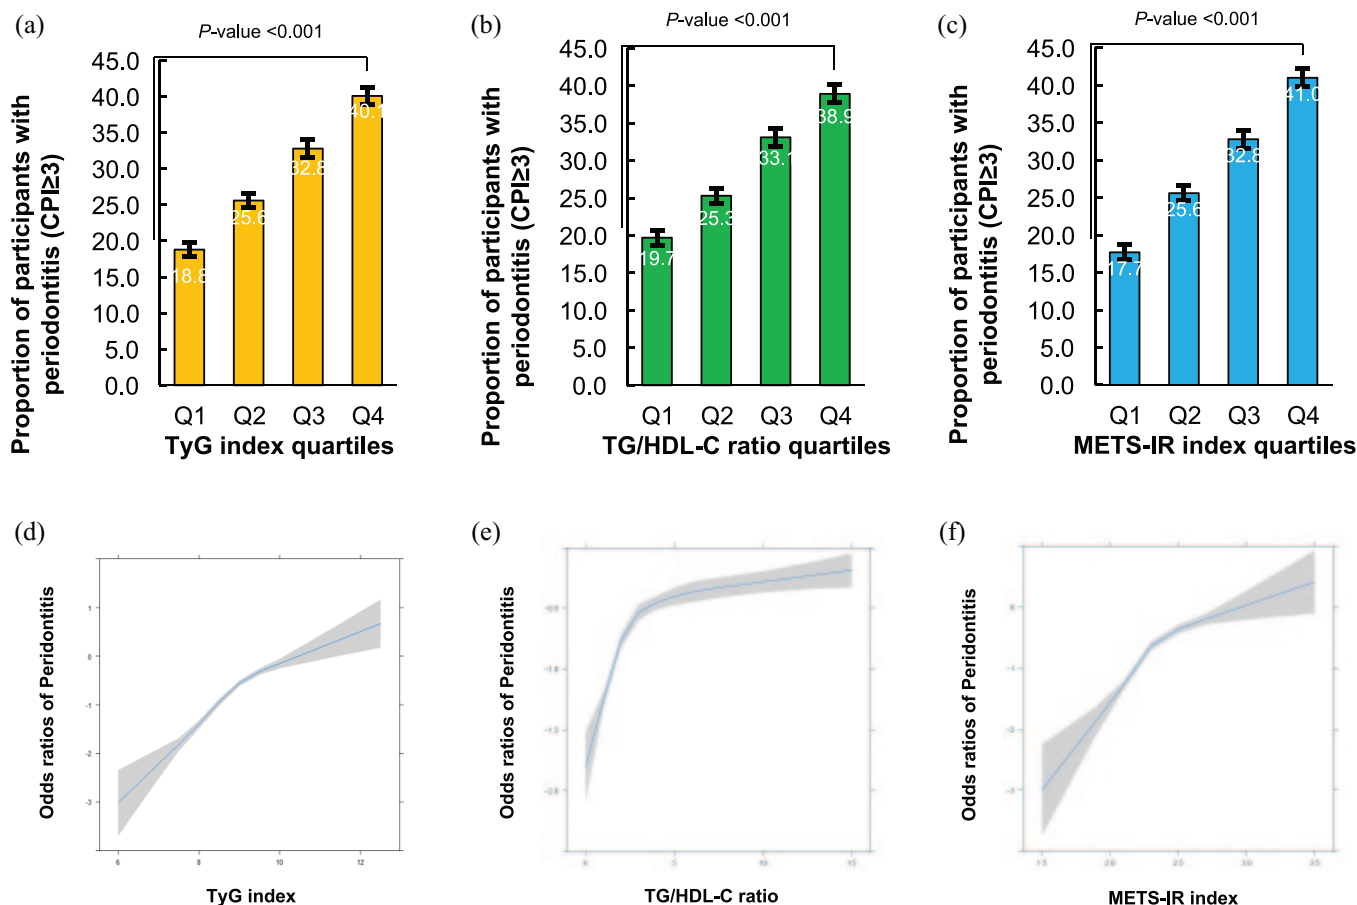 (a)
P-value <0.001
Proportion of participants with
periodontitis (CPI≥3)
45.0
40.0
35.0
30.0
25.0
20.0
15.0
10.0
5.0
0.0
18.8
25.6
32.8
40.1
Q1 Q2 Q3 Q4
TyG index quartiles
(b)
P-value <0.001
Proportion of participants with
periodontitis (CPI≥3)
45.0
40.0
35.0
30.0
25.0
20.0
15.0
10.0
5.0
0.0
19.7
25.3
33.1
38.9
Q1 Q2 Q3 Q4
TG/HDL-C ratio quartiles
(c)
P-value <0.001
Proportion of participants with
periodontitis (CPI≥3)
45.0
40.0
35.0
30.0
25.0
20.0
15.0
10.0
5.0
0.0
17.7
25.6
32.8
41.0
Q1 Q2 Q3 Q4
METS-IR index quartiles
(d)
Odds ratios of Peridontitis
1
0
-1
-2
-3
6 8 10 12
TyG index
(e)
Odds ratios of Peridontitis
0 5 10 15
TG/HDL-C ratio
(f)
Odds ratios of Peridontitis
0
-1
-2
-3
METS-IR index